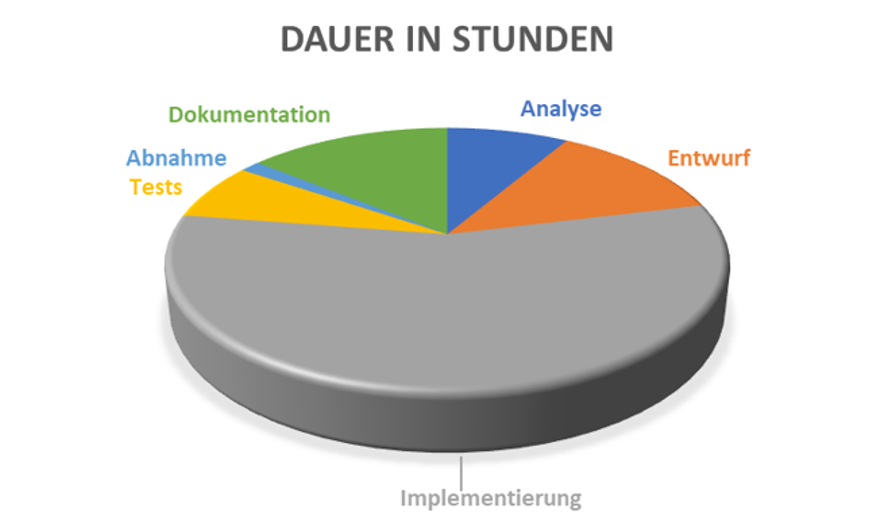 DAUER IN STUNDEN
Dokumentation
Analyse
Abnahme
Entwurf
Tests
Implementierung